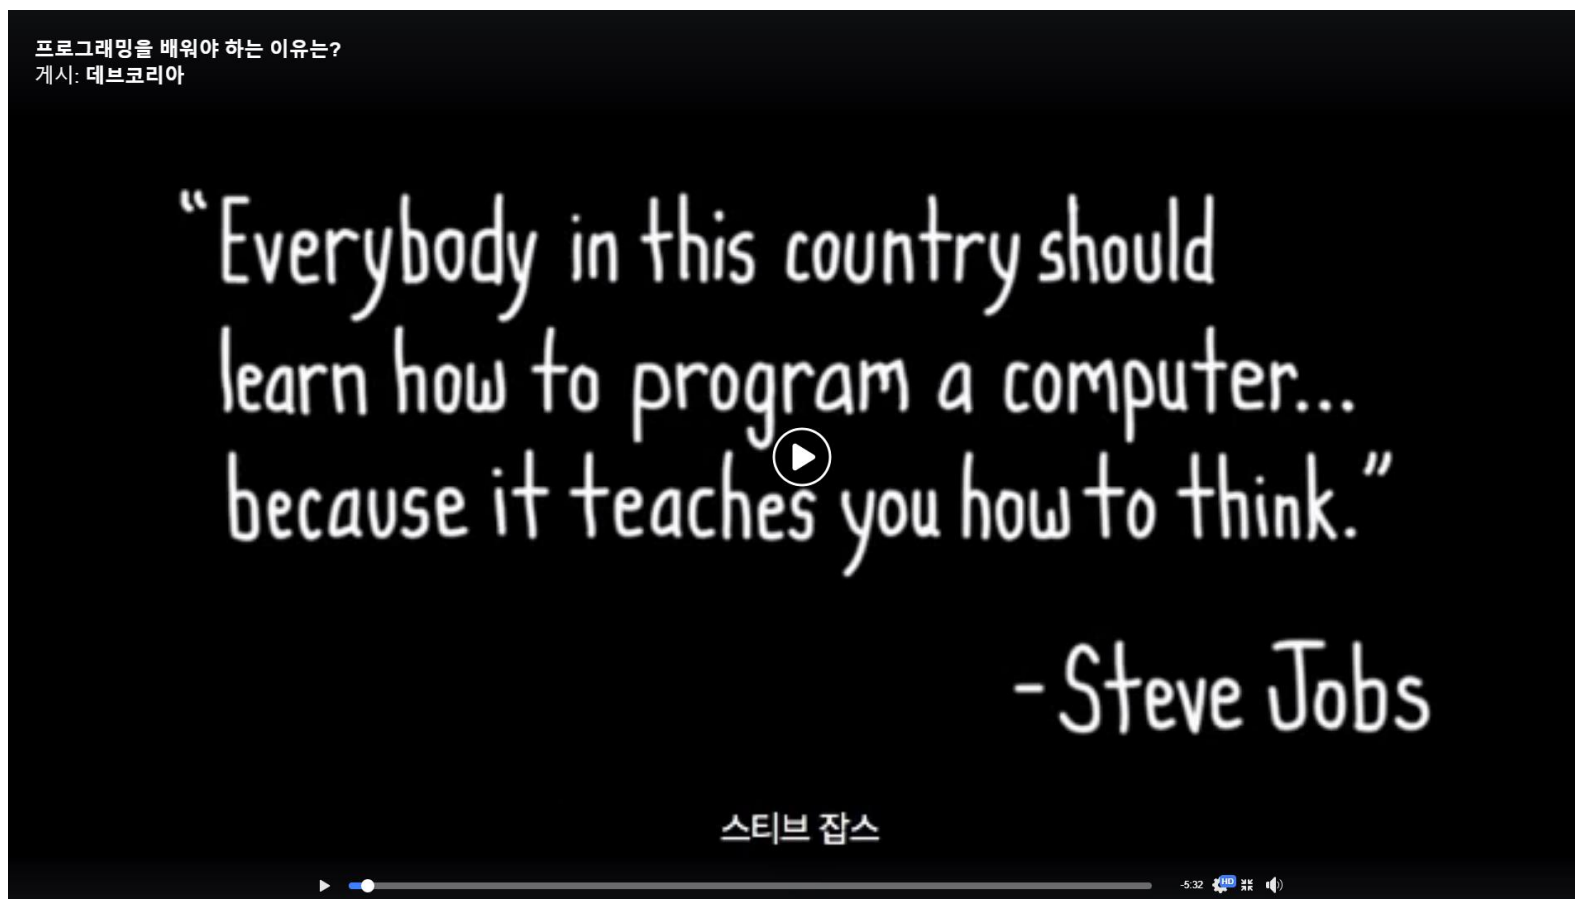 프로그래밍을 배워야 하는 이유는?
게시: 데브코리아
“Everybody in this country should
learn how to program a computer...
because it teaches you how to think.”
-Steve Jobs
스티브 잡스
-5:32 HD